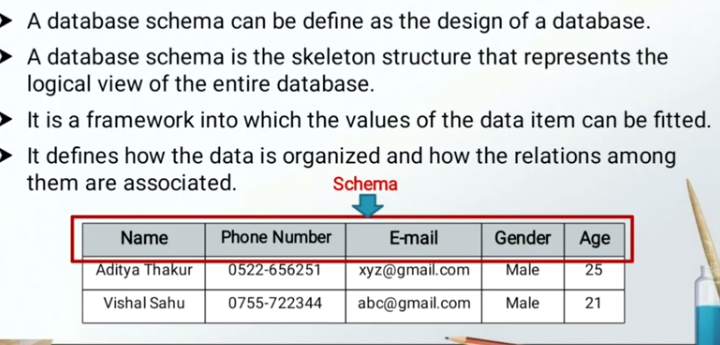 A database schema can be define as the design of a database.
A database schema is the skeleton structure that represents the
logical view of the entire database.
It is a framework into which the values of the data item can be fitted.
It defines how the data is organized and how the relations among
them are associated.
Schema
Name Phone Number E-mail Gender Age
Aditya Thakur 0522-656251 xyz@gmail.com Male 25
Vishal Sahu 0755-722344 abc@gmail.com Male 21